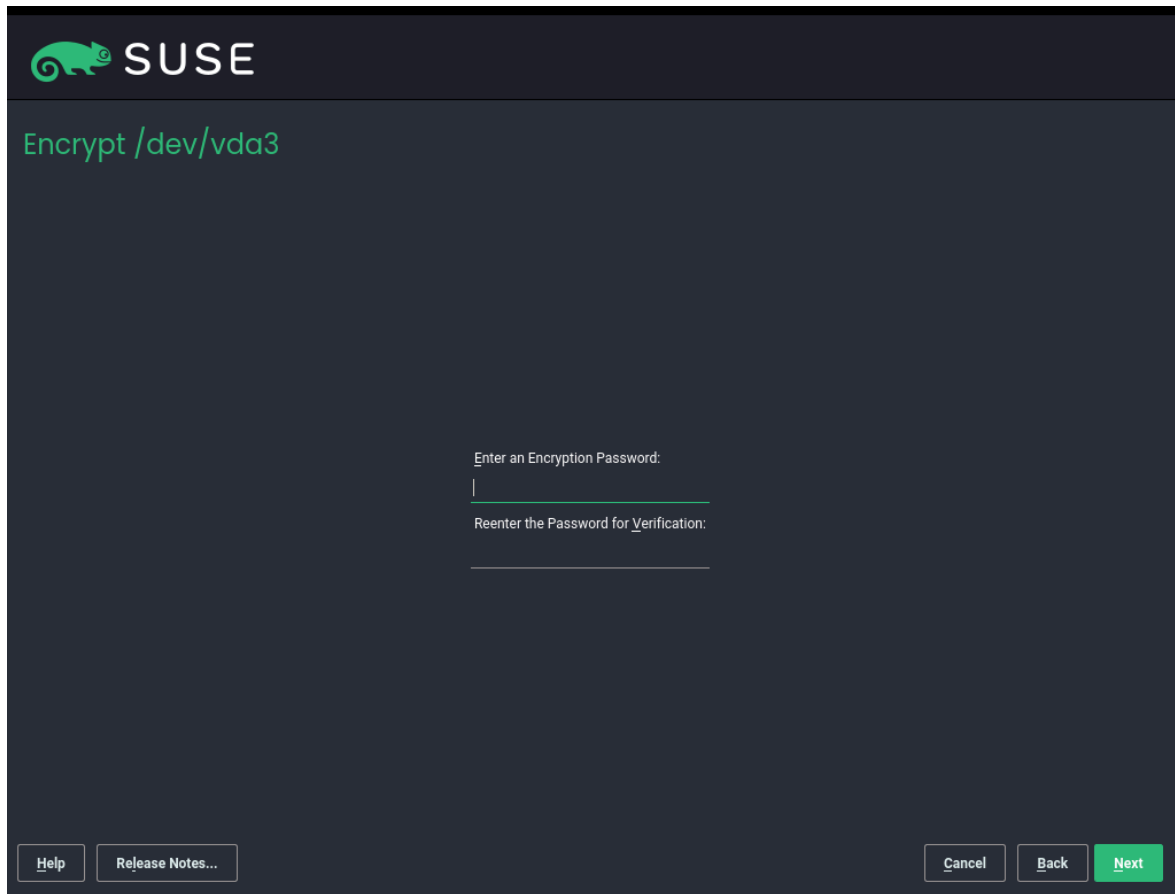 SUSE
Encrypt /dev/vda3
Enter an Encryption Password:
Reenter the Password for Verification:
Help
Release Notes...
Cancel
Back
Next